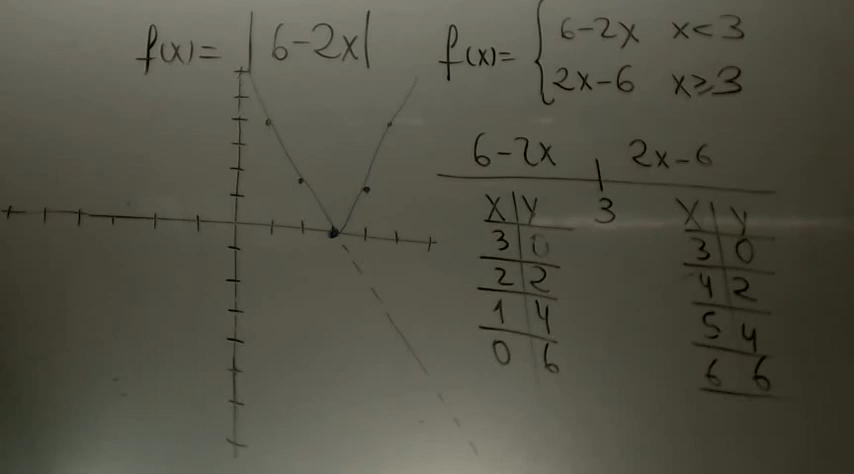 f(x)= |6-2x|
f(x)= { 6-2x x<3
2x-6 x≥3
6-2x 2x-6
3
X Y X Y
3 0 3 0
2 2 4 2
1 4 5 4
0 6 6 6